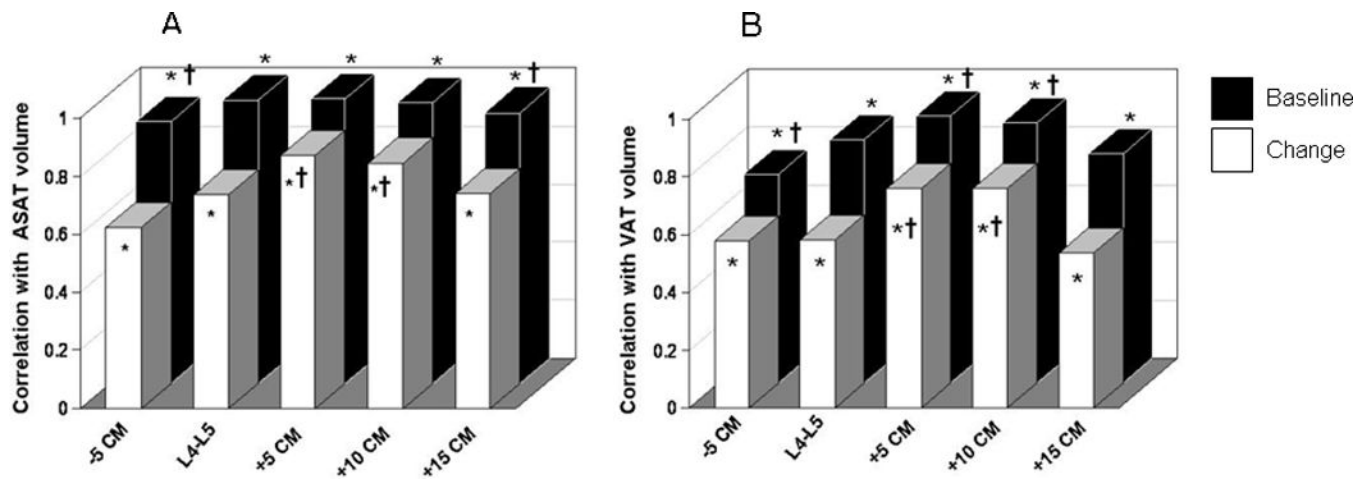 A
Correlation with ASAT volume
1
0.8
0.6
0.4
0.2
0
* †
*
*
*
* †
*
*
*†
*†
*
-5 CM
L4-L5
+5 CM
+10 CM
+15 CM
B
Correlation with VAT volume
1
0.8
0.6
0.4
0.2
0
* †
*
* †
* †
*
*
*
*†
*†
*
-5 CM
L4-L5
+5 CM
+10 CM
+15 CM
Baseline
Change